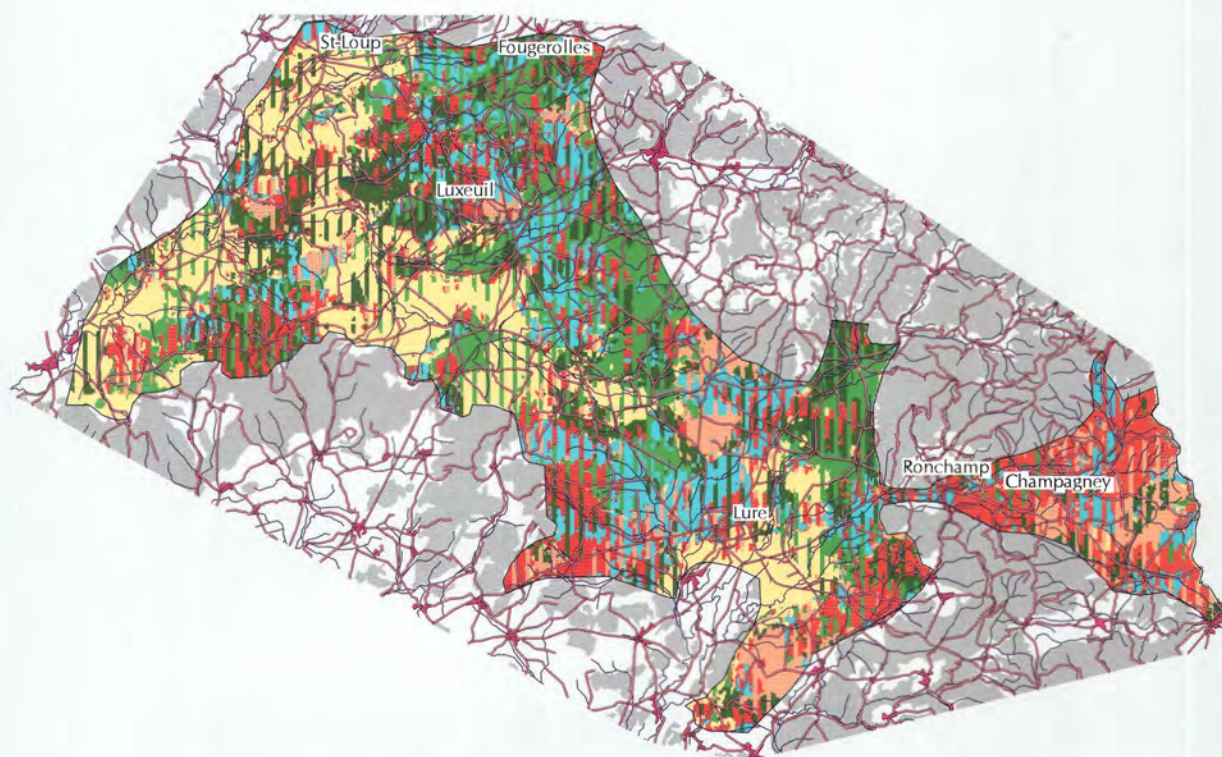 St-Loup
Fougerolles
Luxeuil
Ronchamp
Champagney
Lure